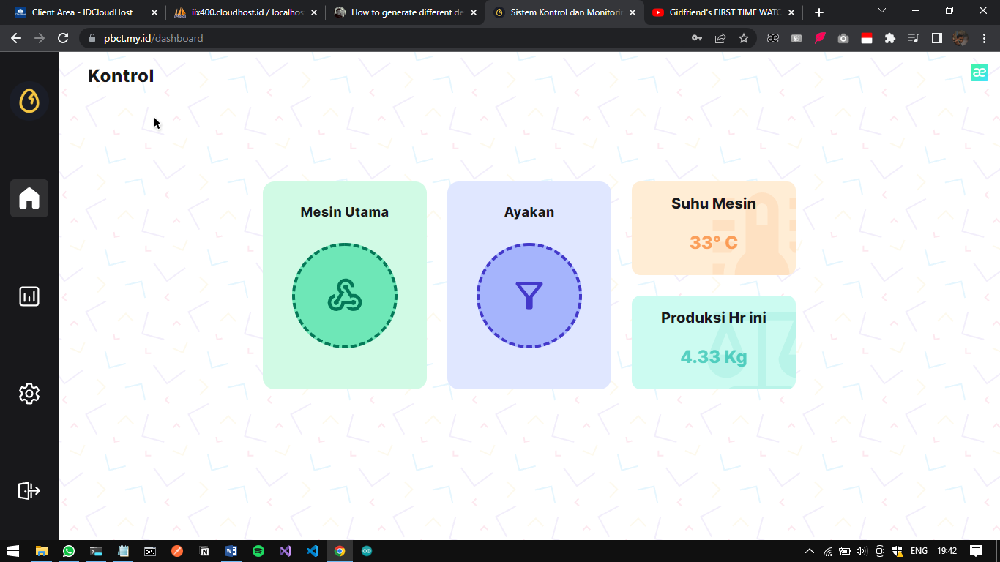 Client Area - IDCloudHost
iix400.cloudhost.id / localhos
How to generate different de
Sistem Kontrol dan Monitorin
Girlfriend's FIRST TIME WATC
pbct.my.id/dashboard
Kontrol
æ
Mesin Utama
Ayakan
Suhu Mesin
33° C
Produksi Hr ini
4.33 Kg
ENG
19:42